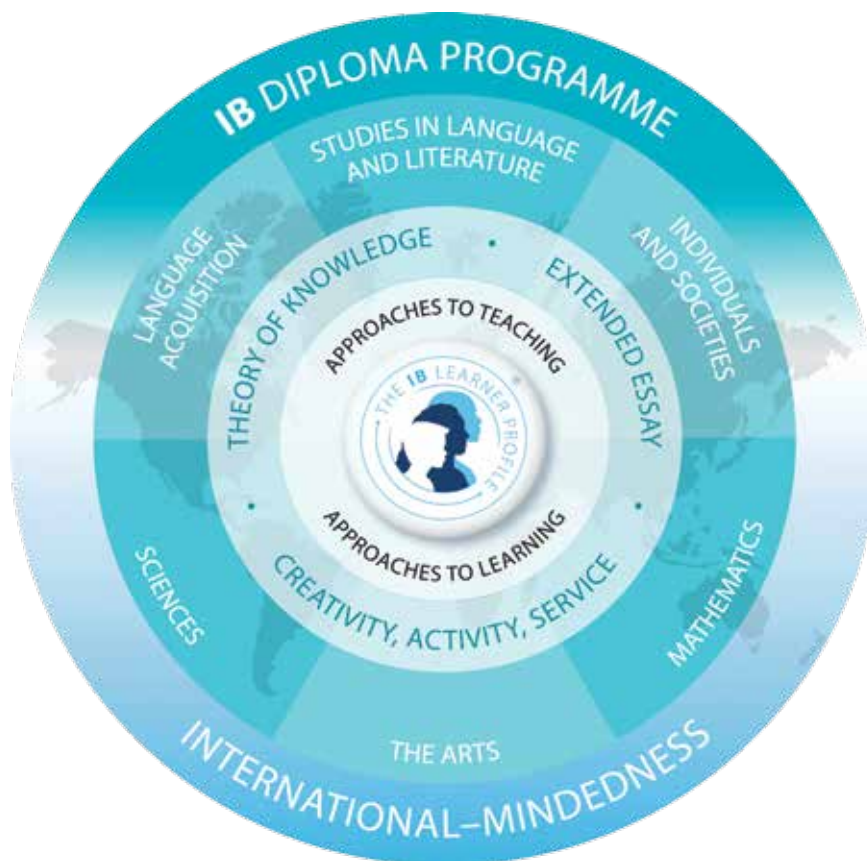 IB DIPLOMA PROGRAMME
STUDIES IN LANGUAGE
AND LITERATURE
LANGUAGE
ACQUISITION
INDIVIDUALS
AND SOCIETIES
THEORY OF KNOWLEDGE
EXTENDED ESSAY
APPROACHES TO TEACHING
THE IB LEARNER PROFILE
®
APPROACHES TO LEARNING
CREATIVITY, ACTIVITY, SERVICE
SCIENCES
MATHEMATICS
THE ARTS
INTERNATIONAL–MINDEDNESS